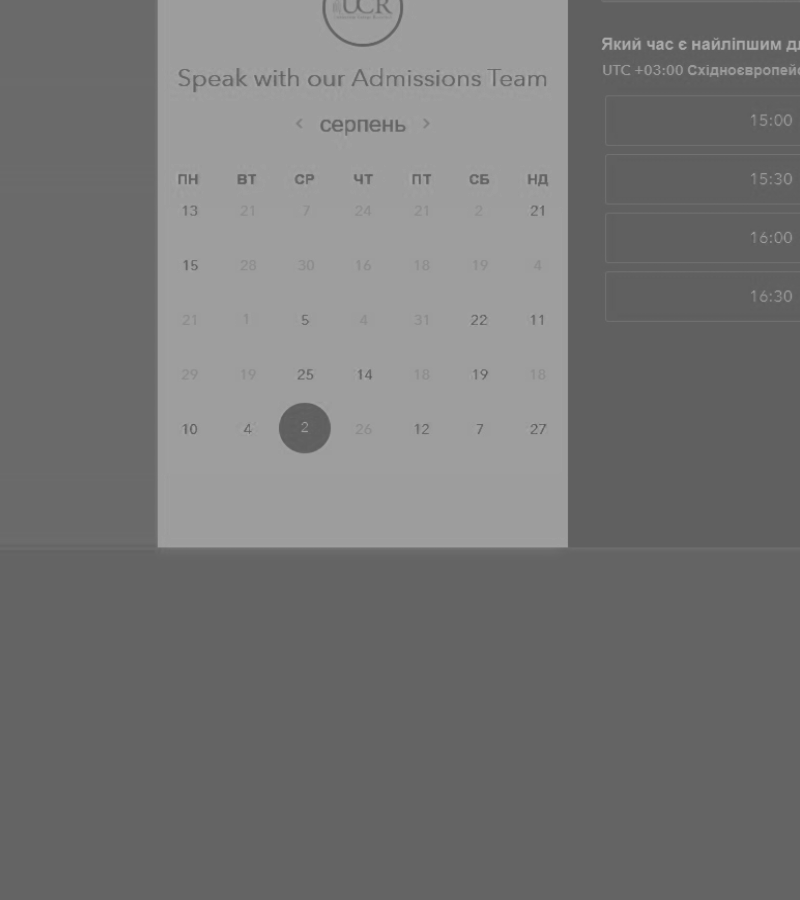 UCR
Speak with our Admissions Team
< серпень >
ПН ВТ СР ЧТ ПТ СБ НД
13 21 7 24 21 2 21
15 28 30 16 18 19 4
21 1 5 4 31 22 11
29 19 25 14 18 19 18
10 4 2 26 12 7 27
Який час є найліпшим
UTC +03:00
15:00
15:30
16:00
16:30